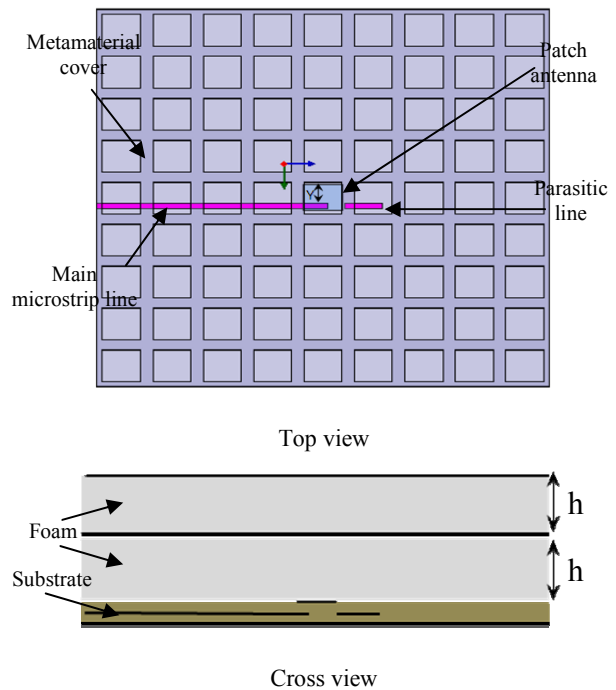 Metamaterial
cover
Patch
antenna
Y
Parasitic
line
Main
microstrip line
Top view
Foam
h
h
Substrate
Cross view